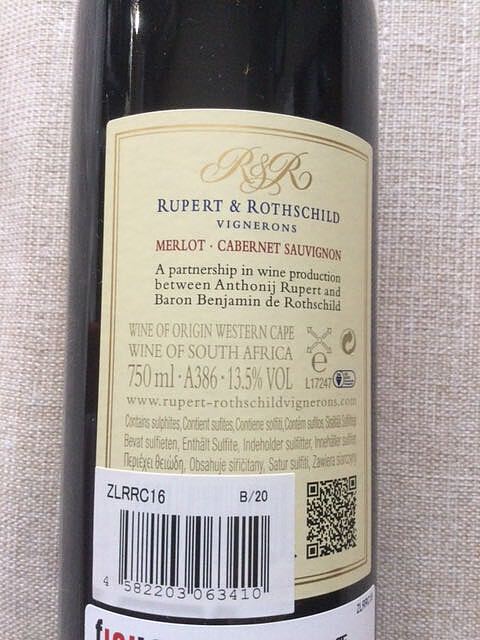 R&R
RUPERT & ROTHSCHILD
VIGNERONS
MERLOT · CABERNET SAUVIGNON
A partnership in wine production
between Anthonij Rupert and
Baron Benjamin de Rothschild
WINE OF ORIGIN WESTERN CAPE
WINE OF SOUTH AFRICA
750 ml · A386 · 13.5% VOL
e
L17247
www.rupert-rothschildvignerons.com
Contains sulphites, Contient sulfites, Contiene solfiti, Contém sulfitos,
Bevat sulfieten, Enthält Sulfite, Indeholder sulfitter, Innehåller sulfiter
Περιέχει θειώδη, Obsahuje siřičitany, Satur sulfīti, Zawiera siarczyny
ZLRRC16 B/20
4 582203 063410